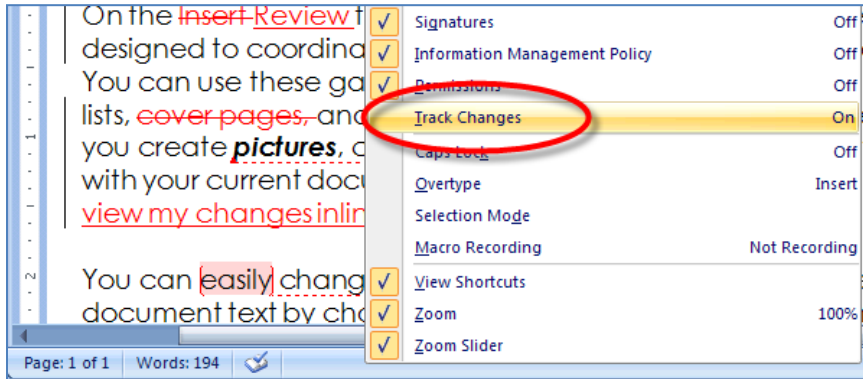 On the Insert Review t
designed to coordina
You can use these ga
lists, cover pages, and
you create pictures, c
with your current docu
view my changes inlin
You can easily chang
document text by cho
Signatures Off
Information Management Policy Off
Permissions Off
Track Changes On
Caps Lock Off
Overtype Insert
Selection Mode
Macro Recording Not Recording
View Shortcuts
Zoom 100%
Zoom Slider
1
2
Page: 1 of 1 Words: 194